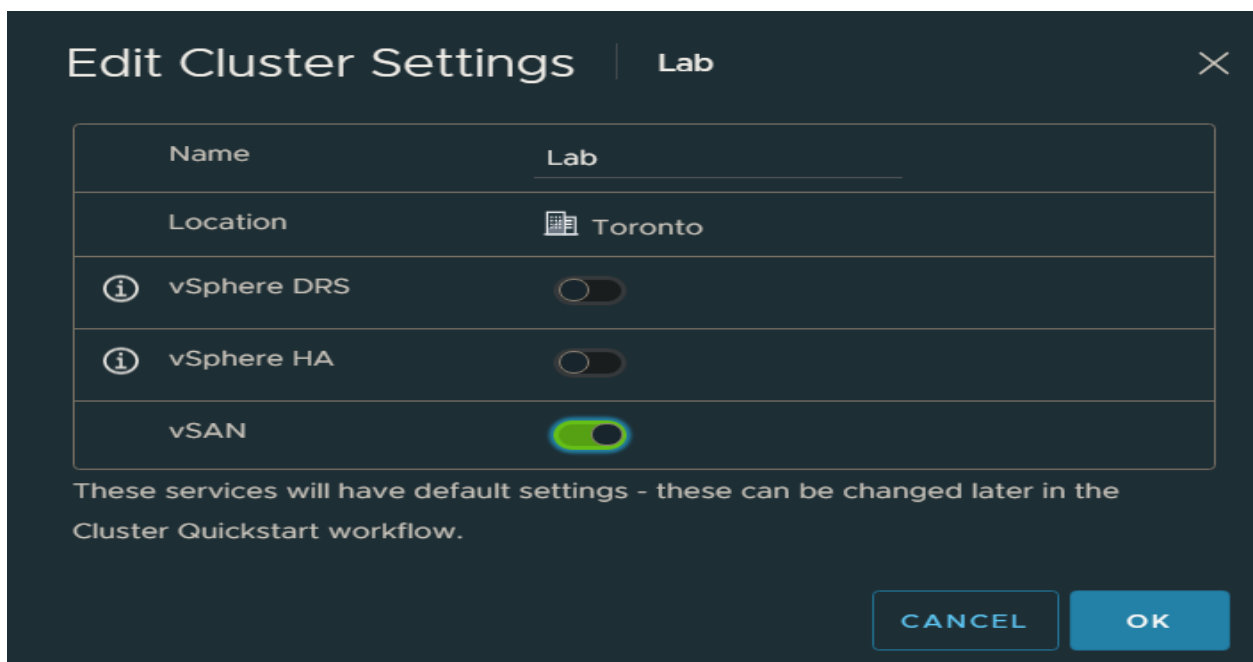 Edit Cluster Settings Lab
Name Lab
Location Toronto
vSphere DRS
vSphere HA
vSAN
These services will have default settings - these can be changed later in the
Cluster Quickstart workflow.
CANCEL OK